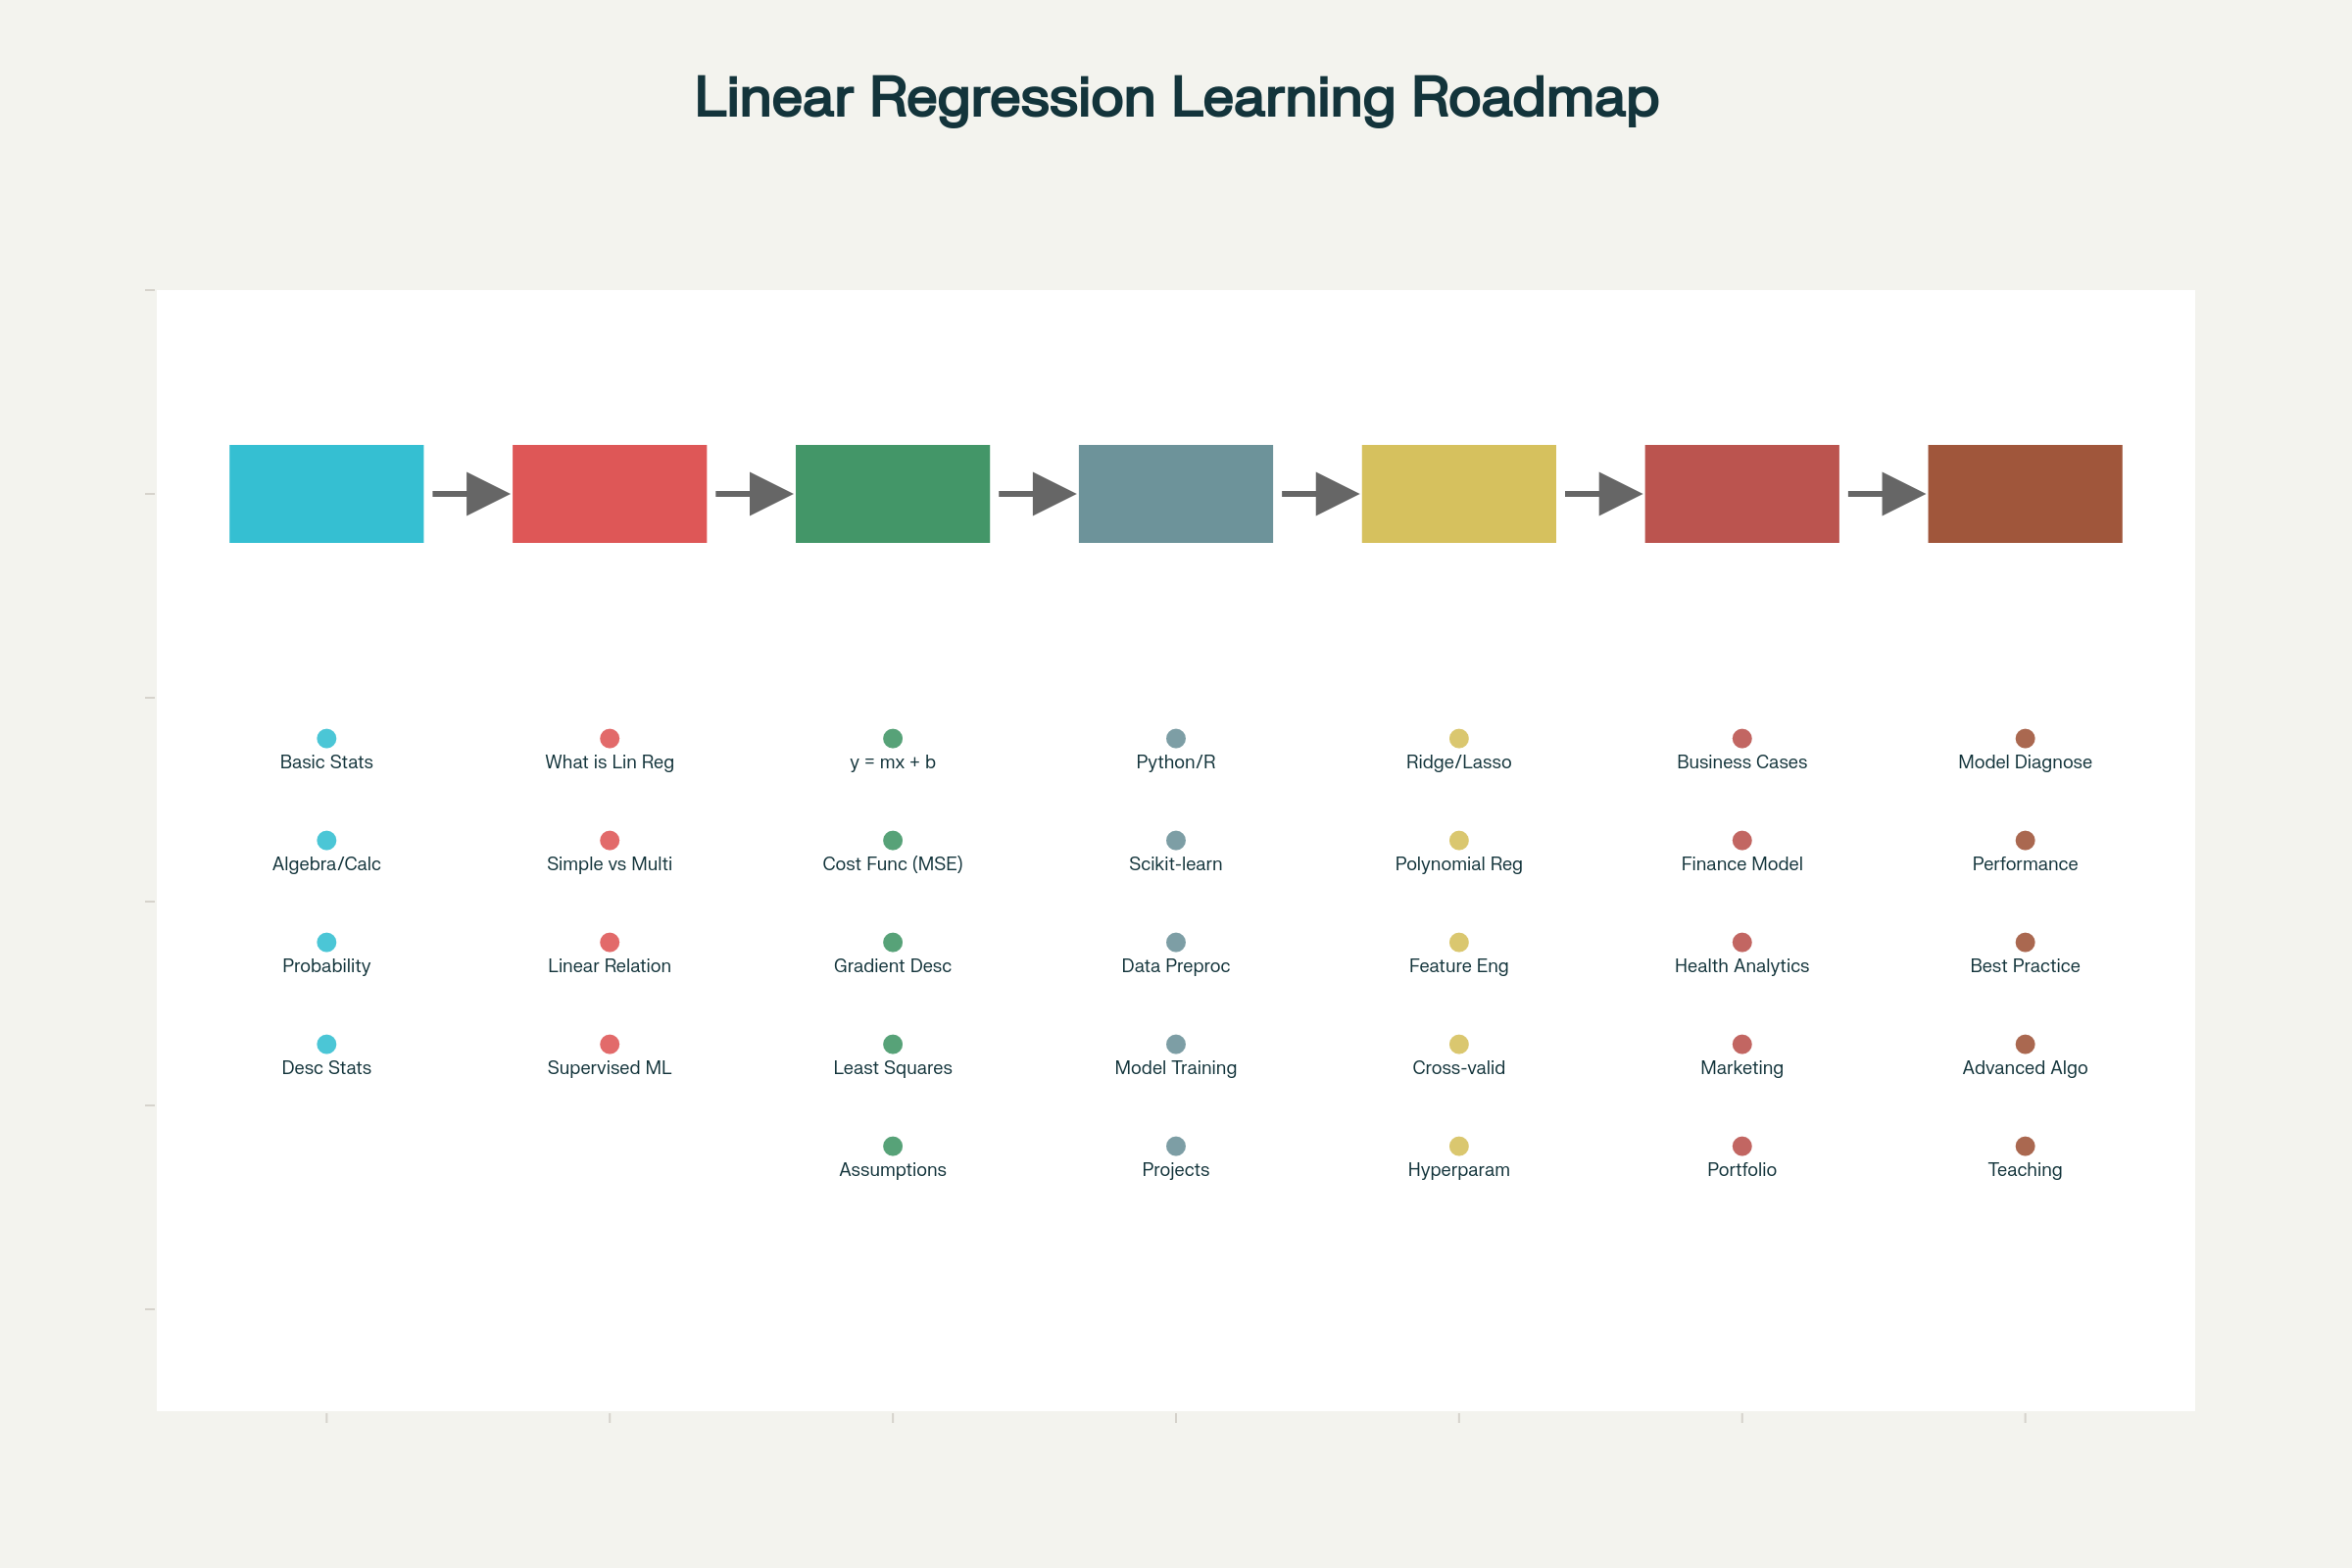 Linear Regression Learning Roadmap
Basic Stats
What is Lin Reg
y = mx + b
Python/R
Ridge/Lasso
Business Cases
Model Diagnose
Algebra/Calc
Simple vs Multi
Cost Func (MSE)
Scikit-learn
Polynomial Reg
Finance Model
Performance
Probability
Linear Relation
Gradient Desc
Data Preproc
Feature Eng
Health Analytics
Best Practice
Desc Stats
Supervised ML
Least Squares
Model Training
Cross-valid
Marketing
Advanced Algo
Assumptions
Projects
Hyperparam
Portfolio
Teaching